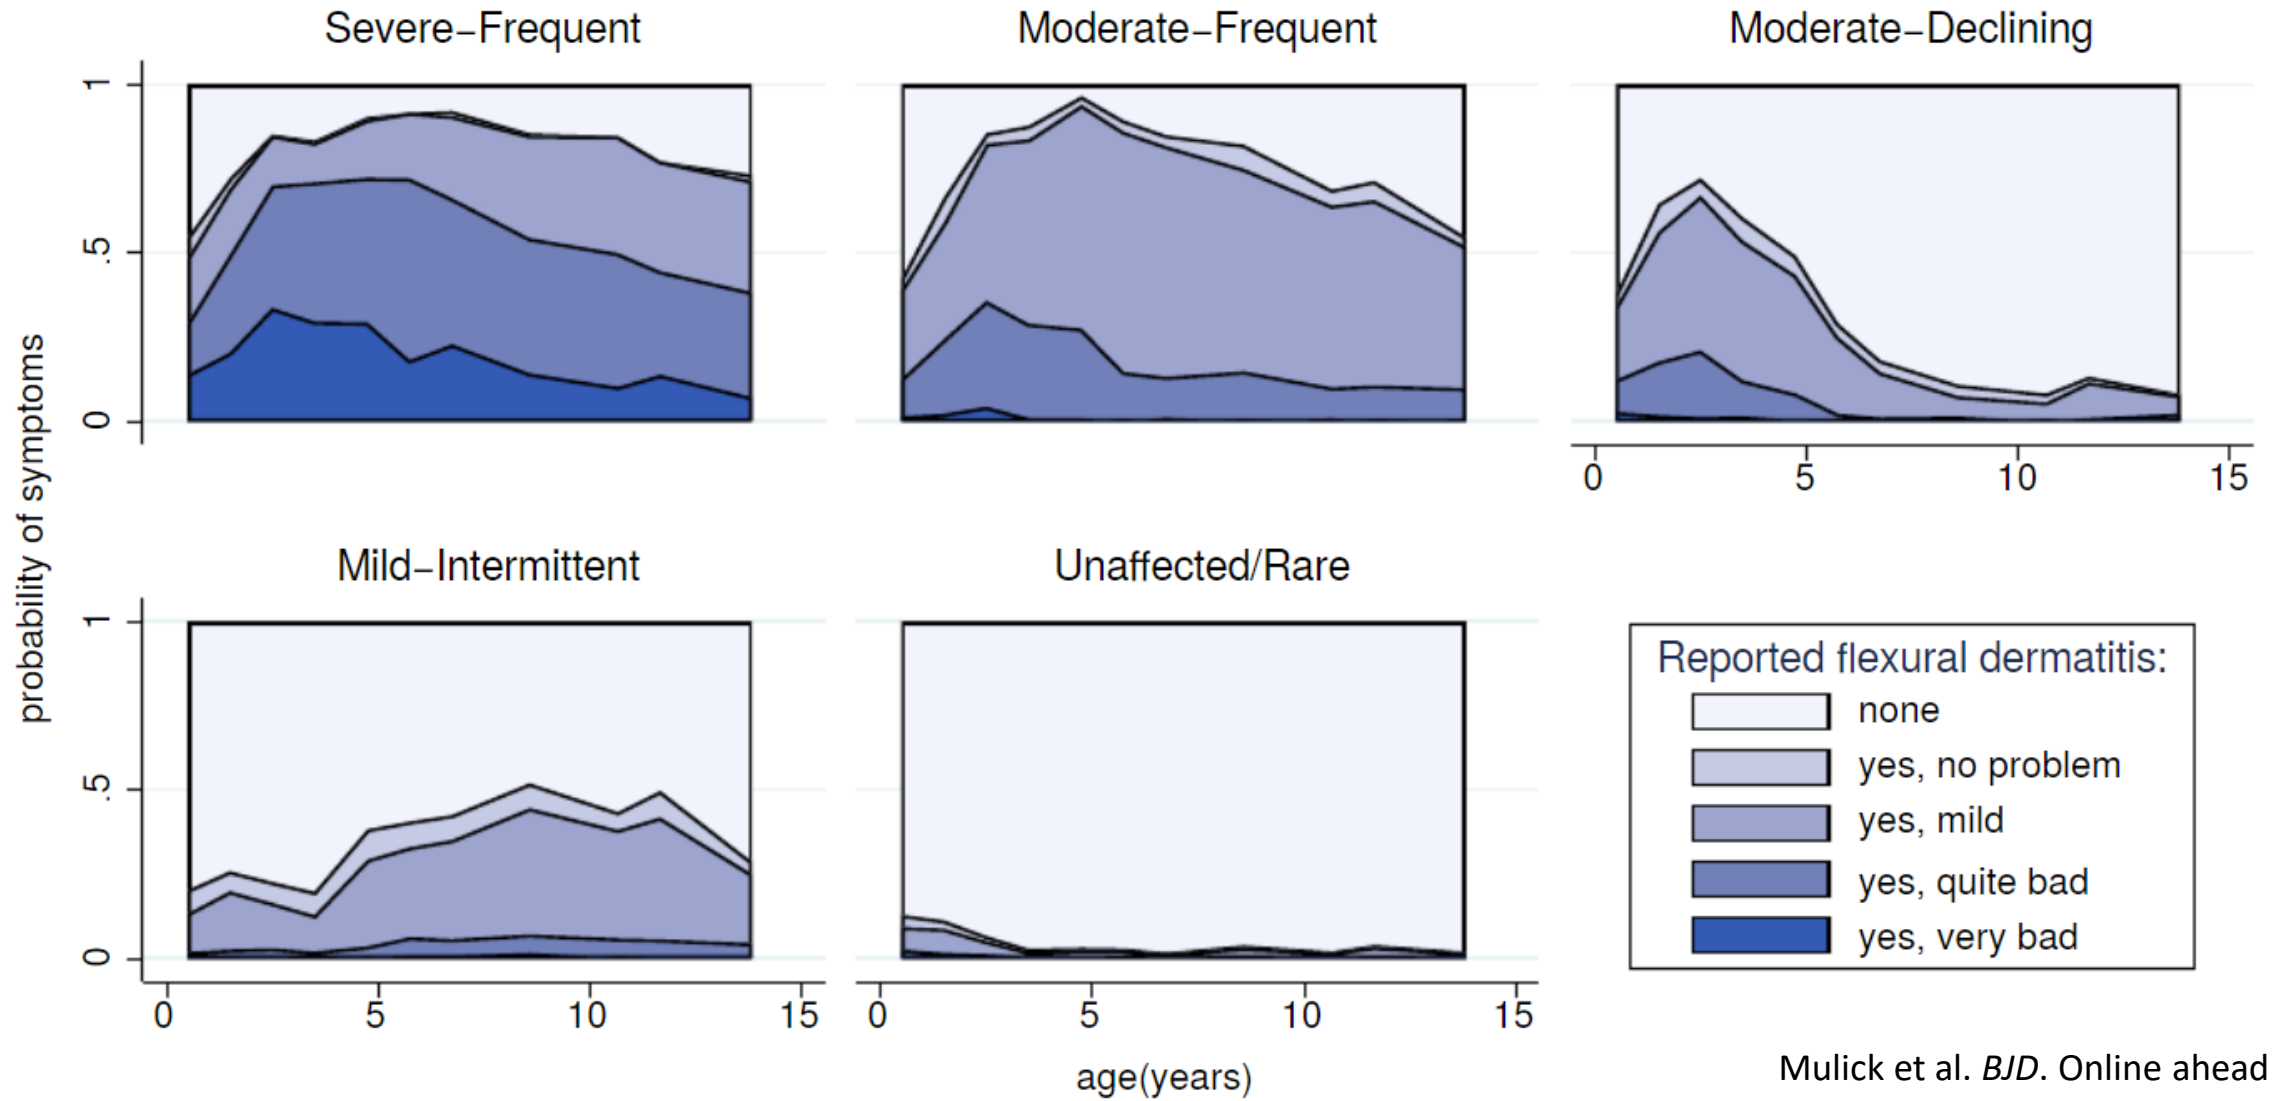 Severe–Frequent
Moderate–Frequent
Moderate–Declining
probability of symptoms
1
.5
0
0
5
10
15
Mild–Intermittent
Unaffected/Rare
1
.5
0
0
5
10
15
0
5
10
15
age(years)
Reported flexural dermatitis:
none
yes, no problem
yes, mild
yes, quite bad
yes, very bad
Mulick et al. BJD. Online ahead